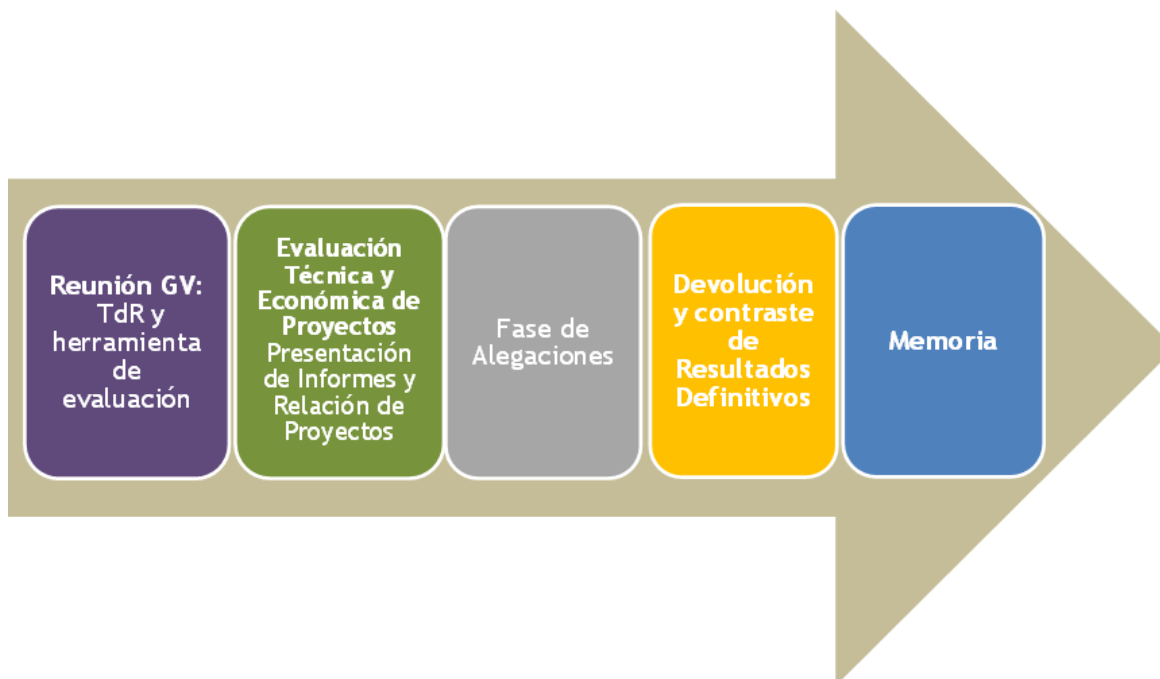 Reunión GV:
TdR y
herramienta
de
evaluación
Evaluación
Técnica y
Económica de
Proyectos
Presentación
de Informes y
Relación de
Proyectos
Fase de
Alegaciones
Devolución
y contraste
de
Resultados
Definitivos
Memoria